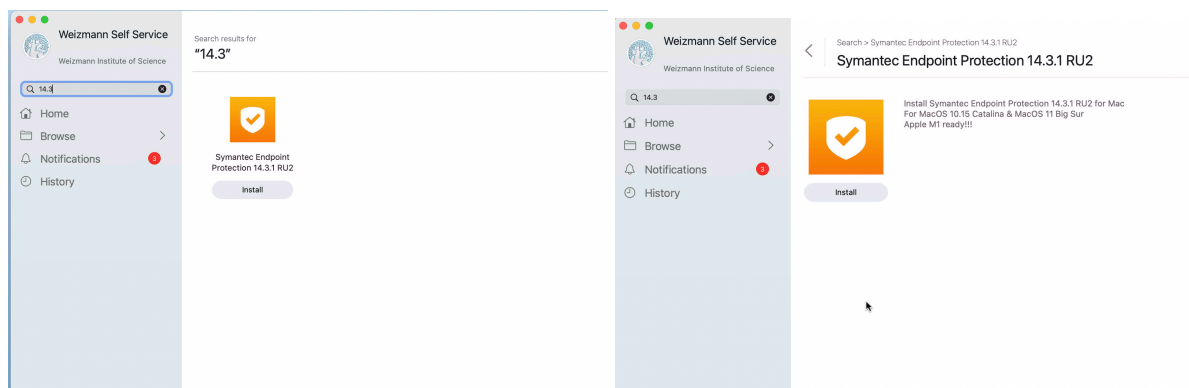 Weizmann Self Service
Weizmann Institute of Science
14.3
Home
Browse
Notifications
3
History
Search results for
"14.3"
Symantec Endpoint
Protection 14.3.1 RU2
Install
Weizmann Self Service
Weizmann Institute of Science
14.3
Home
Browse
Notifications
3
History
Search > Symantec Endpoint Protection 14.3.1 RU2
Symantec Endpoint Protection 14.3.1 RU2
Install Symantec Endpoint Protection 14.3.1 RU2 for Mac
For MacOS 10.15 Catalina & MacOS 11 Big Sur
Apple M1 ready!!!
Install